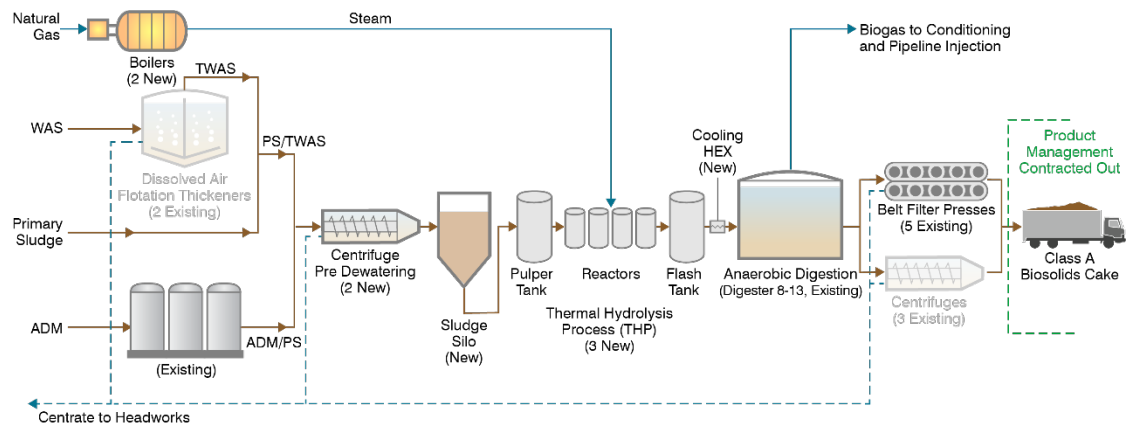 Natural
Gas
Steam
Boilers
(2 New)
Biogas to Conditioning
and Pipeline Injection
TWAS
WAS
PS/TWAS
Dissolved Air
Flotation Thickeners
(2 Existing)
Primary
Sludge
ADM
(Existing)
ADM/PS
Centrifuge
Pre Dewatering
(2 New)
Sludge
Silo
(New)
Pulper
Tank
Reactors
Flash
Tank
Thermal Hydrolysis
Process (THP)
(3 New)
Cooling
HEX
(New)
Anaerobic Digestion
(Digester 8-13, Existing)
Belt Filter Presses
(5 Existing)
Centrifuges
(3 Existing)
Product
Management
Contracted Out
Class A
Biosolids Cake
Centrate to Headworks